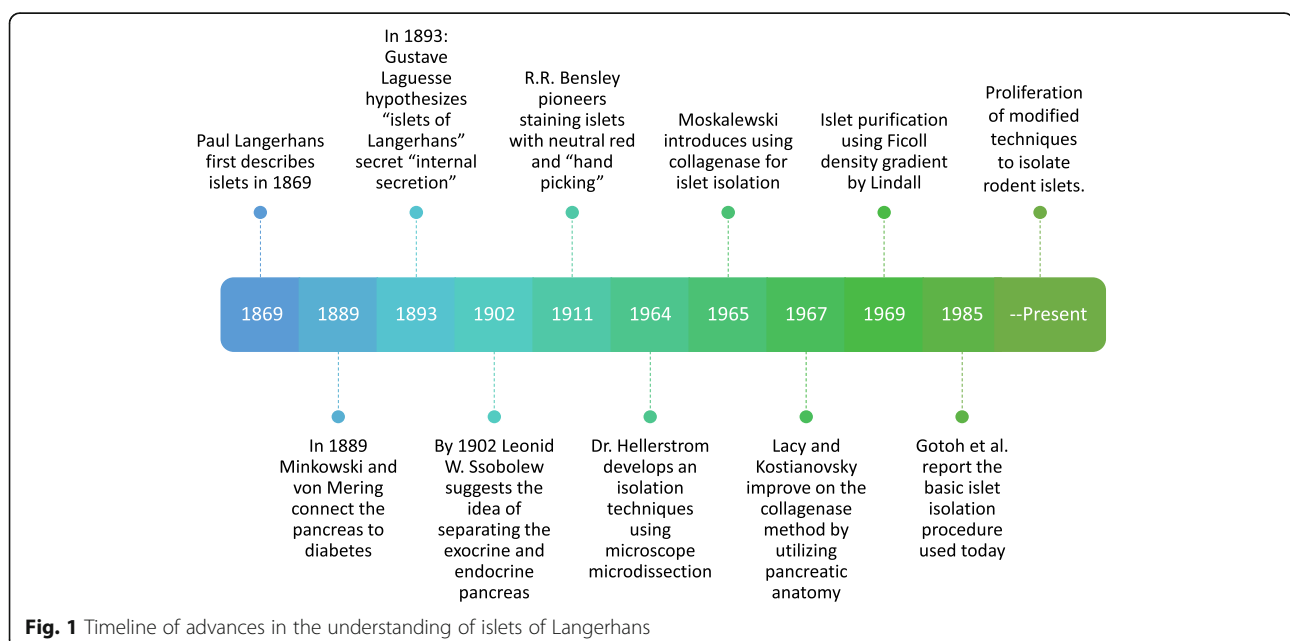 Paul Langerhans
first describes
islets in 1869
In 1893:
Gustave
Laguesse
hypothesizes
“islets of
Langerhans”
secret “internal
secretion”
R.R. Bensley
pioneers
staining islets
with neutral red
and “hand
picking”
Moskalewski
introduces using
collagenase for
islet isolation
Islet purification
using Ficoll
density gradient
by Lindall
Proliferation
of modified
techniques
to isolate
rodent islets.
1869
1889
1893
1902
1911
1964
1965
1967
1969
1985
--Present
In 1889
Minkowski and
von Mering
connect the
pancreas to
diabetes
By 1902 Leonid
W. Ssobolew
suggests the
idea of
separating the
exocrine and
endocrine
pancreas
Dr. Hellerstrom
develops an
isolation
techniques
using
microscope
microdissection
Lacy and
Kostianovsky
improve on the
collagenase
method by
utilizing
pancreatic
anatomy
Gotoh et al.
report the
basic islet
isolation
procedure
used today
Fig. 1 Timeline of advances in the understanding of islets of Langerhans